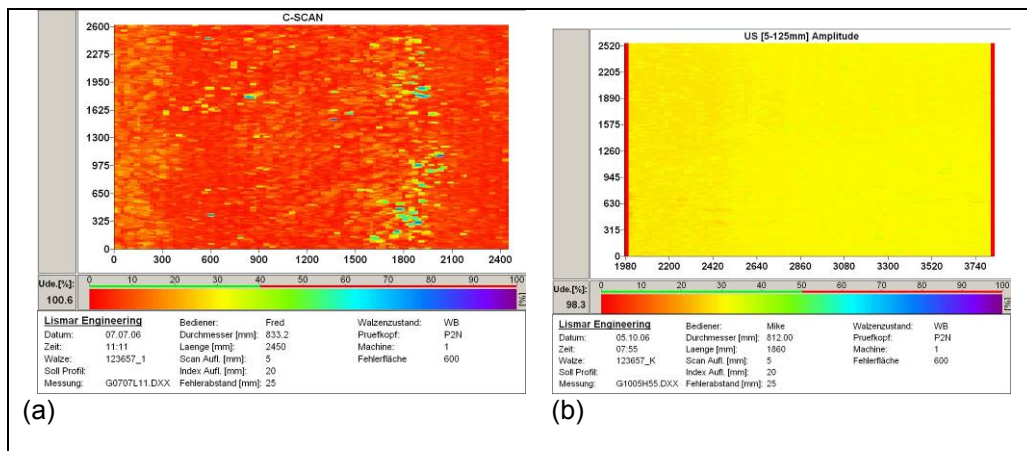 C-SCAN
2600
2275
1950
1625
1300
975
650
325
0
0 300 600 900 1200 1500 1800 2100 2400
Ude.[%]: 0 10 20 30 40 50 60 70 80 90 100
100.6 [%]
Lismar Engineering Bediener: Fred Walzenzustand: WB
Datum: 07.07.06 Durchmesser [mm]: 833.2 Pruefkopf: P2N
Zeit: 11:11 Laenge [mm]: 2450 Machine: 1
Walze: 123657_1 Scan Aufl. [mm]: 5 Fehlerfläche 600
Soll Profil: Index Aufl. [mm]: 20
Messung: G0707L11.DXX Fehlerabstand [mm]: 25
(a)
US [5-125mm] Amplitude
2520
2205
1890
1575
1260
945
630
315
0
1980 2200 2420 2640 2860 3080 3300 3520 3740
Ude.[%]: 0 10 20 30 40 50 60 70 80 90 100
98.3 [%]
Lismar Engineering Bediener: Mike Walzenzustand: WB
Datum: 05.10.06 Durchmesser [mm]: 812.00 Pruefkopf: P2N
Zeit: 07:55 Laenge [mm]: 1860 Machine: 1
Walze: 123657_K Scan Aufl. [mm]: 5 Fehlerfläche 600
Soll Profil: Index Aufl. [mm]: 20
Messung: G1005H55.DXX Fehlerabstand [mm]: 25
(b)